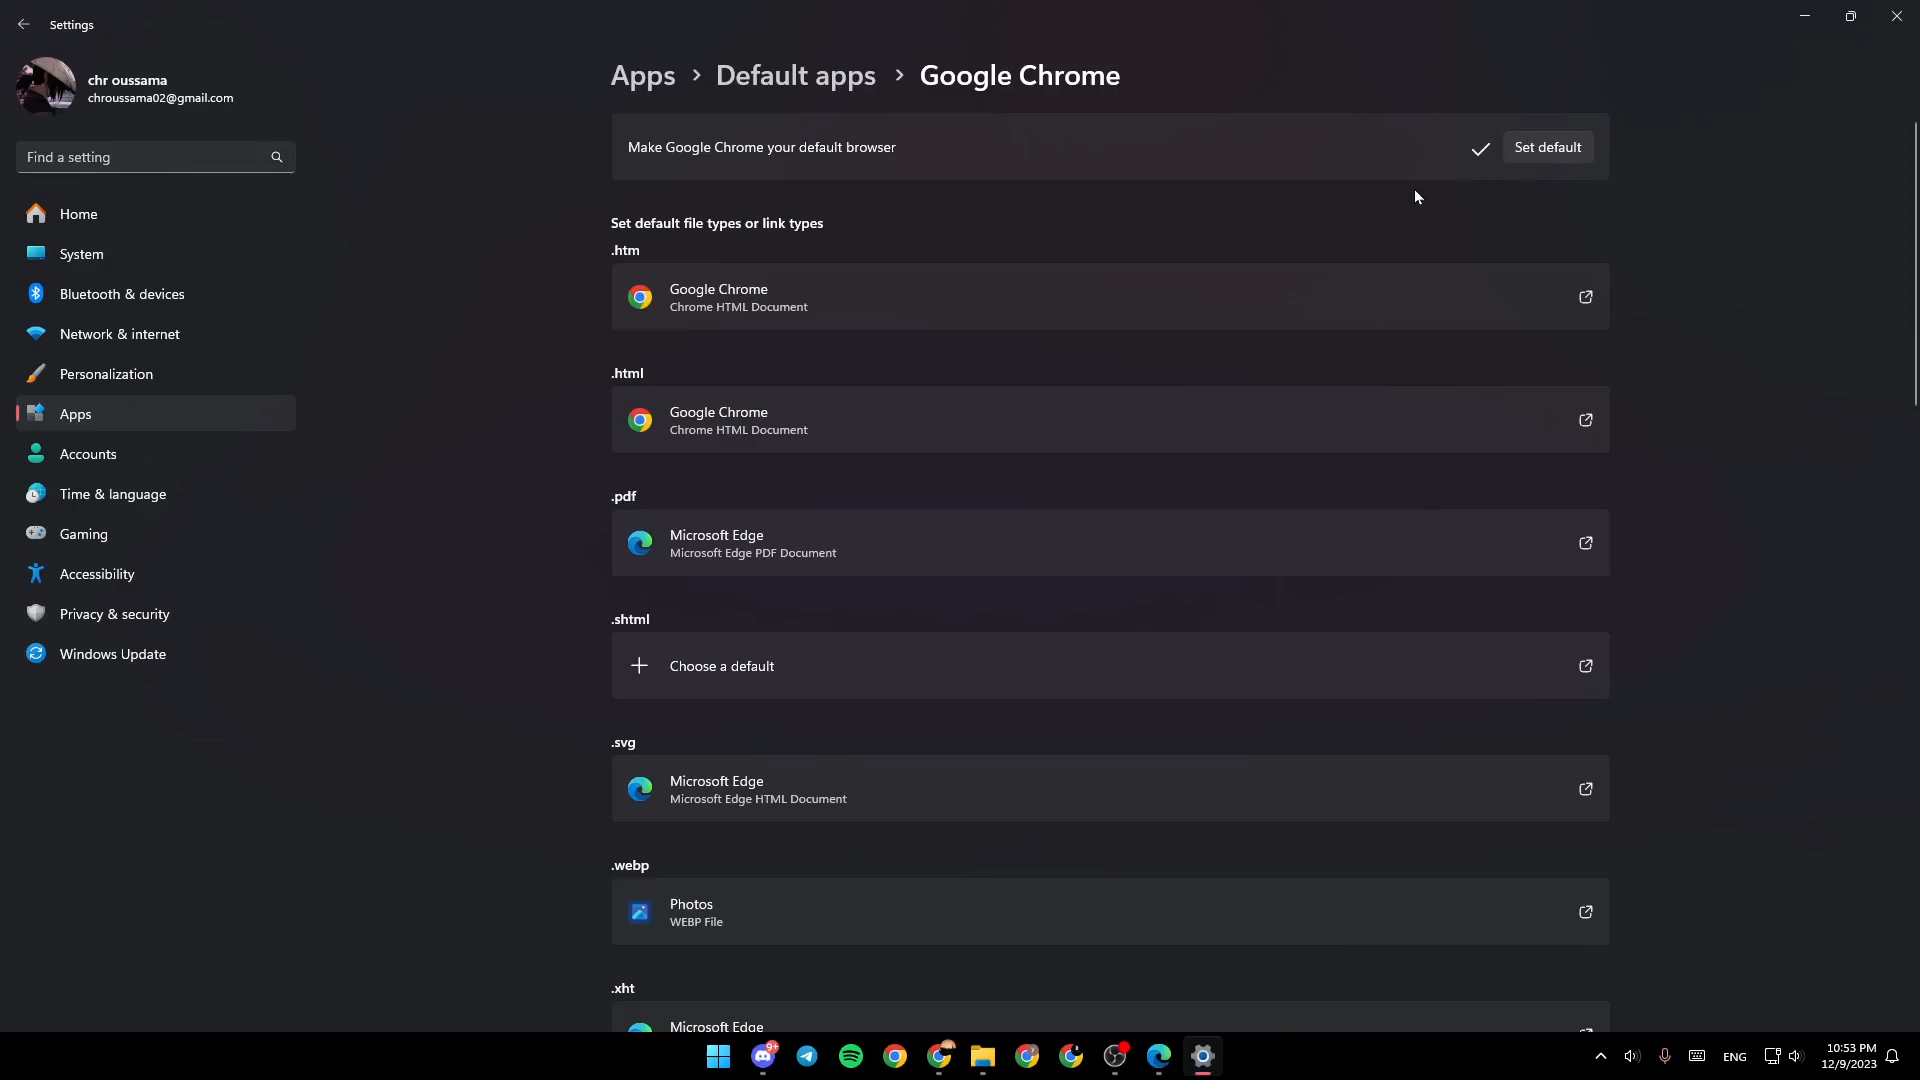 Settings
chr oussama
chroussama02@gmail.com
Find a setting
Home
System
Bluetooth & devices
Network & internet
Personalization
Apps
Accounts
Time & language
Gaming
Accessibility
Privacy & security
Windows Update
Apps > Default apps > Google Chrome
Make Google Chrome your default browser
Set default
Set default file types or link types
.htm
Google Chrome
Chrome HTML Document
.html
Google Chrome
Chrome HTML Document
.pdf
Microsoft Edge
Microsoft Edge PDF Document
.shtml
Choose a default
.svg
Microsoft Edge
Microsoft Edge HTML Document
.webp
Photos
WEBP File
.xht
Microsoft Edge
9+
ENG
10:53 PM
12/9/2023